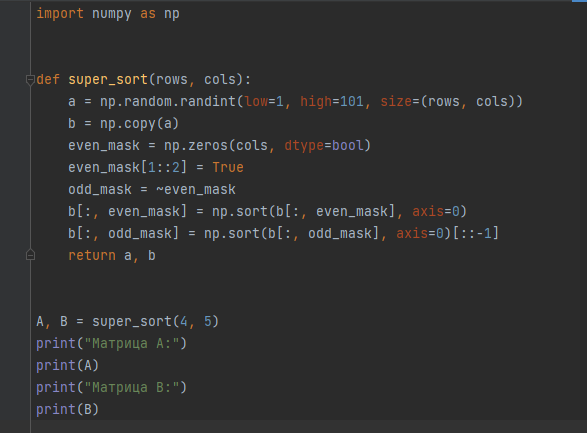 import numpy as np
def super_sort(rows, cols):
    a = np.random.randint(low=1, high=101, size=(rows, cols))
    b = np.copy(a)
    even_mask = np.zeros(cols, dtype=bool)
    even_mask[1::2] = True
    odd_mask = ~even_mask
    b[:, even_mask] = np.sort(b[:, even_mask], axis=0)
    b[:, odd_mask] = np.sort(b[:, odd_mask], axis=0)[::-1]
    return a, b
A, B = super_sort(4, 5)
print("Матрица A:")
print(A)
print("Матрица B:")
print(B)